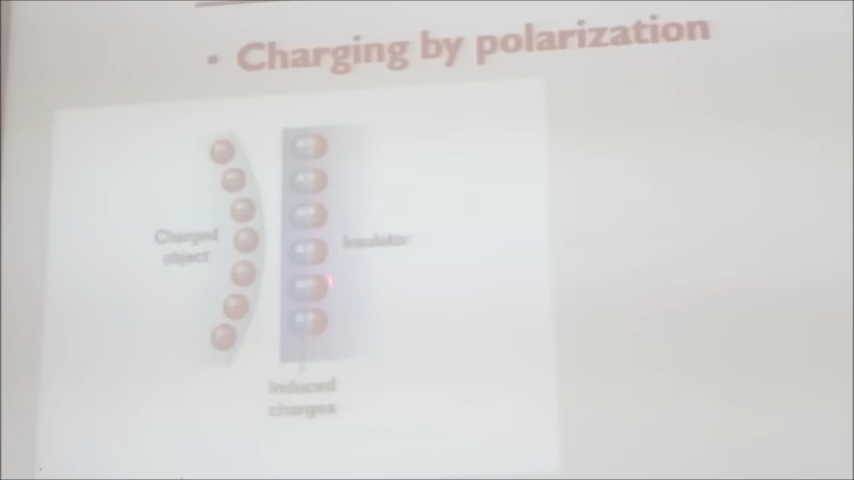 • Charging by polarization
Charged
object
Insulator
Induced
charges